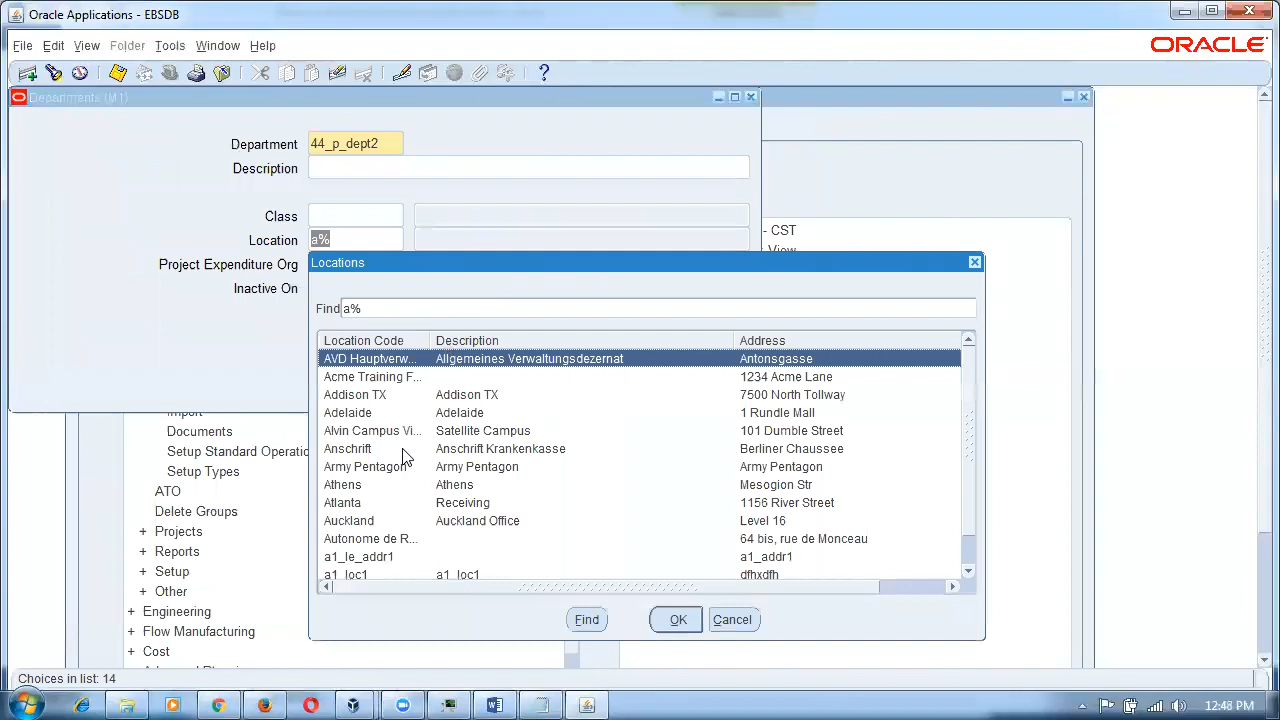 Oracle Applications - EBSDB
File Edit View Folder Tools Window Help
ORACLE
Departments (M1)
Department 44_p_dept2
Description
Class
Location a%
Project Expenditure Org
Inactive On
- CST
View
Locations
Find a%
Location Code Description Address
AVD Hauptverw... Allgemeines Verwaltungsdezernat Antonsgasse
Acme Training F... 1234 Acme Lane
Addison TX Addison TX 7500 North Tollway
Adelaide Adelaide 1 Rundle Mall
Alvin Campus Vi... Satellite Campus 101 Dumble Street
Anschrift Anschrift Krankenkasse Berliner Chaussee
Army Pentagon Army Pentagon Army Pentagon
Athens Athens Mesogion Str
Atlanta Receiving 1156 River Street
Auckland Auckland Office Level 16
Autonome de R... 64 bis, rue de Monceau
a1_le_addr1 a1_addr1
a1_loc1 a1_loc1 dfhxdfh
Find OK Cancel
Import
Documents
Setup Standard Operatio
Setup Types
ATO
Delete Groups
+ Projects
+ Reports
+ Setup
+ Other
+ Engineering
+ Flow Manufacturing
+ Cost
Choices in list: 14
12:48 PM